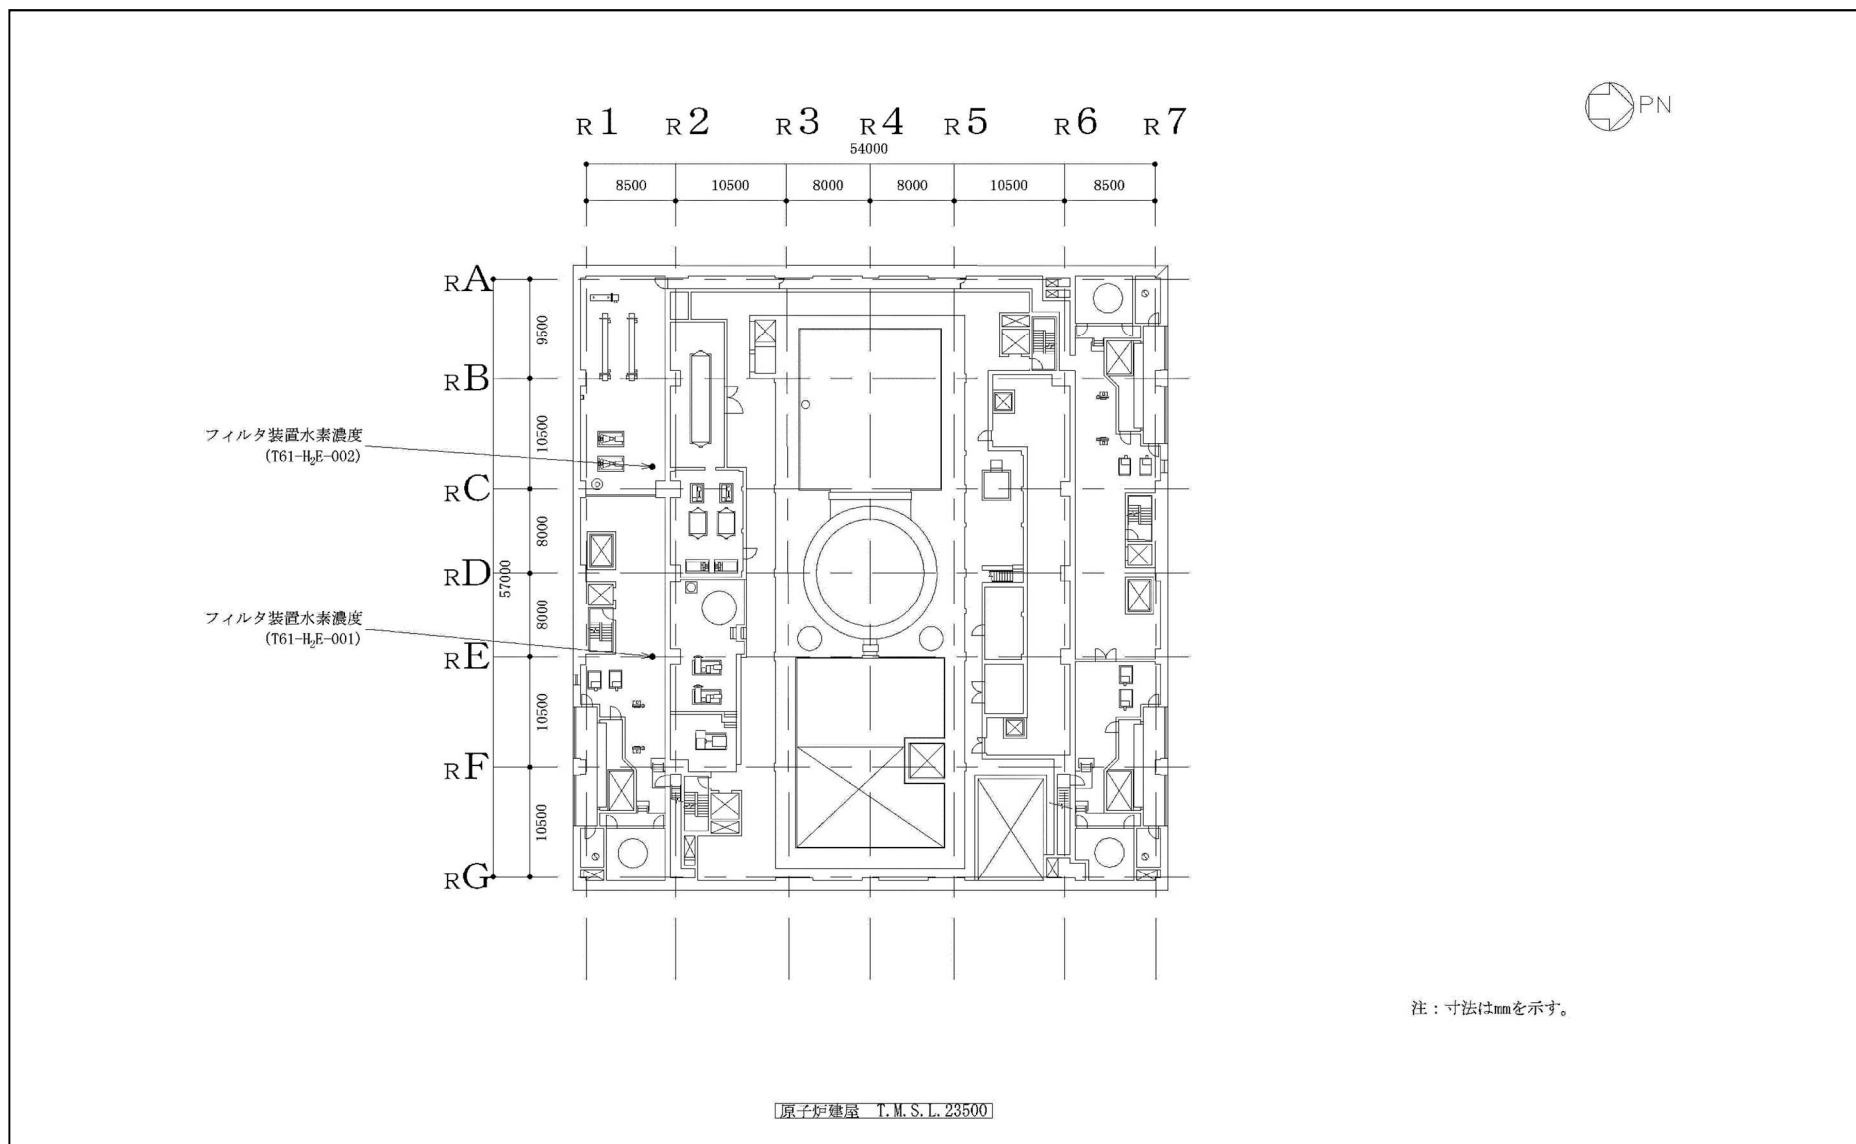 PN
R1 R2 R3 R4 R5 R6 R7
54000
8500 10500 8000 8000 10500 8500
RA
9500
RB
10500
フィルタ装置水素濃度
(T61-H₂E-002)
RC
8000
RD
57000
8000
フィルタ装置水素濃度
(T61-H₂E-001)
RE
10500
RF
10500
RG
注：寸法はmmを示す。
原子炉建屋 T.M.S.L.23500